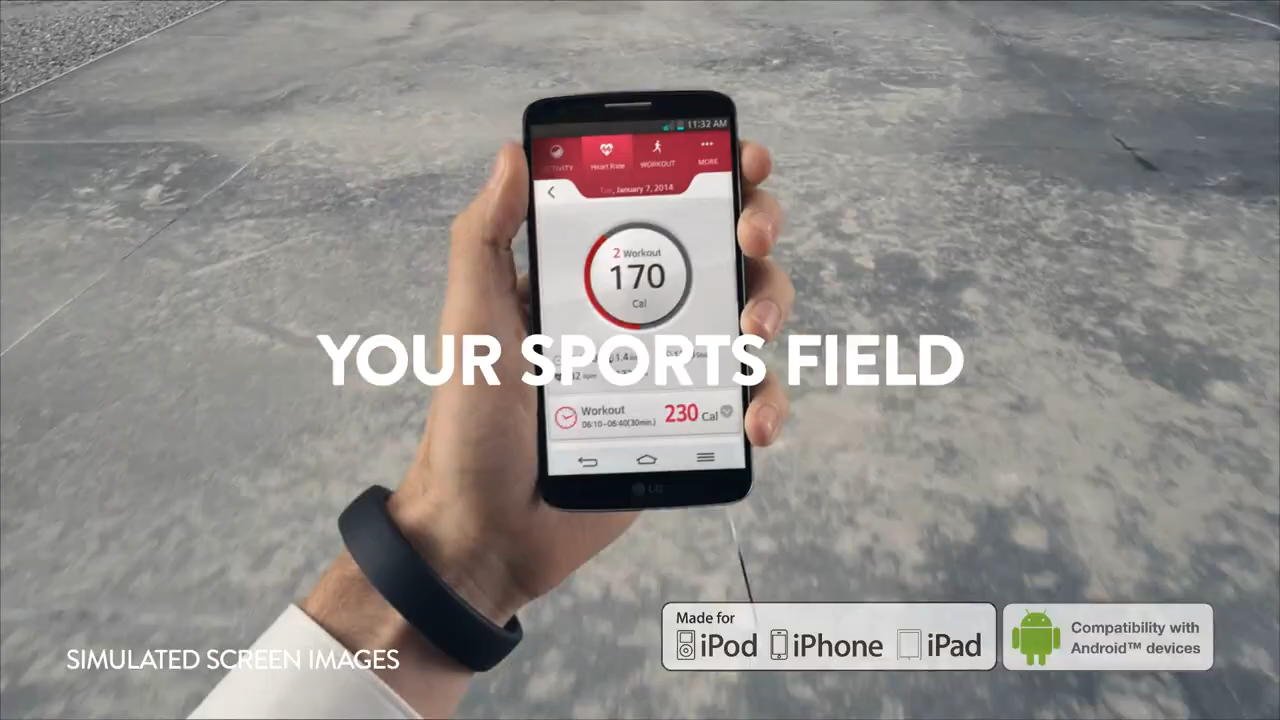 11:32 AM
Heart Rate
WORKOUT
MORE
January 7, 2014
2 Workout
170
Cal
YOUR SPORTS FIELD
Workout
230 Cal
06:10~06:40(30min.)
LG
Made for
iPod iPhone iPad
Compatibility with
Android™ devices
SIMULATED SCREEN IMAGES